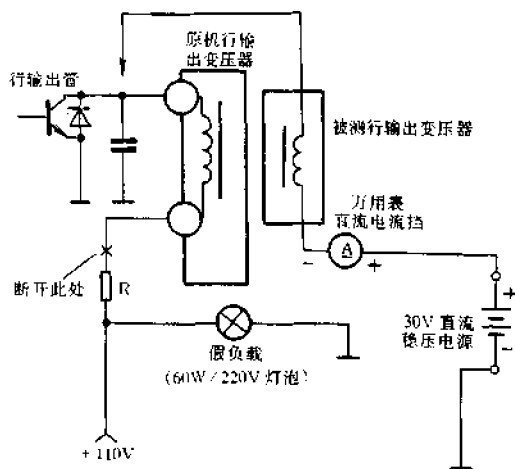 原机行输
出变压器
行输出管
被测行输出变压器
万用表
直流电流挡
A
− +
断开此处
R
+
30V 直流
稳压电源
−
假负载
(60W/220V 灯泡)
+110V